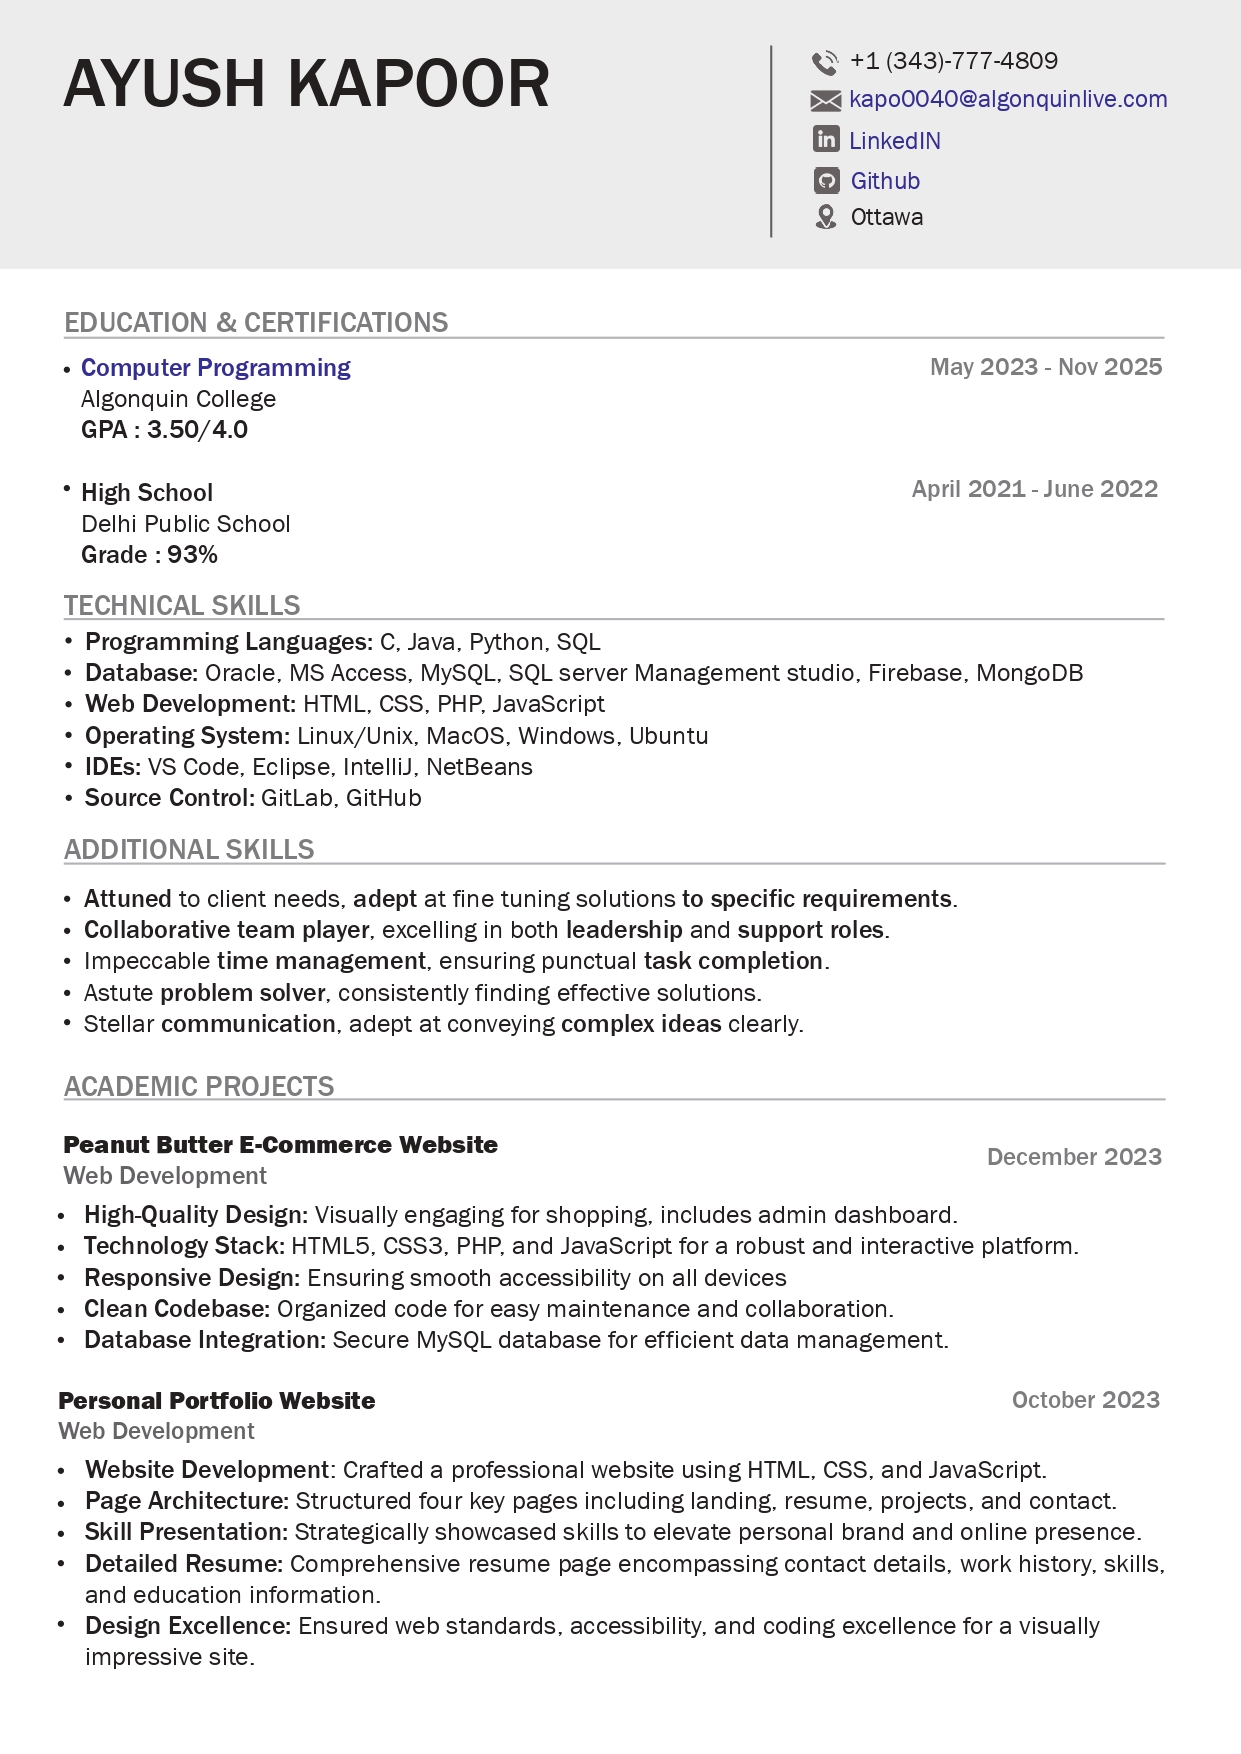 AYUSH KAPOOR
+1 (343)-777-4809
kapo0040@algonquinlive.com
LinkedIN
Github
Ottawa
EDUCATION & CERTIFICATIONS
• Computer Programming May 2023 - Nov 2025
Algonquin College
GPA : 3.50/4.0
• High School April 2021 - June 2022
Delhi Public School
Grade : 93%
TECHNICAL SKILLS
• Programming Languages: C, Java, Python, SQL
• Database: Oracle, MS Access, MySQL, SQL server Management studio, Firebase, MongoDB
• Web Development: HTML, CSS, PHP, JavaScript
• Operating System: Linux/Unix, MacOS, Windows, Ubuntu
• IDEs: VS Code, Eclipse, IntelliJ, NetBeans
• Source Control: GitLab, GitHub
ADDITIONAL SKILLS
• Attuned to client needs, adept at fine tuning solutions to specific requirements.
• Collaborative team player, excelling in both leadership and support roles.
• Impeccable time management, ensuring punctual task completion.
• Astute problem solver, consistently finding effective solutions.
• Stellar communication, adept at conveying complex ideas clearly.
ACADEMIC PROJECTS
Peanut Butter E-Commerce Website December 2023
Web Development
• High-Quality Design: Visually engaging for shopping, includes admin dashboard.
• Technology Stack: HTML5, CSS3, PHP, and JavaScript for a robust and interactive platform.
• Responsive Design: Ensuring smooth accessibility on all devices
• Clean Codebase: Organized code for easy maintenance and collaboration.
• Database Integration: Secure MySQL database for efficient data management.
Personal Portfolio Website October 2023
Web Development
• Website Development: Crafted a professional website using HTML, CSS, and JavaScript.
• Page Architecture: Structured four key pages including landing, resume, projects, and contact.
• Skill Presentation: Strategically showcased skills to elevate personal brand and online presence.
• Detailed Resume: Comprehensive resume page encompassing contact details, work history, skills,
and education information.
• Design Excellence: Ensured web standards, accessibility, and coding excellence for a visually
impressive site.